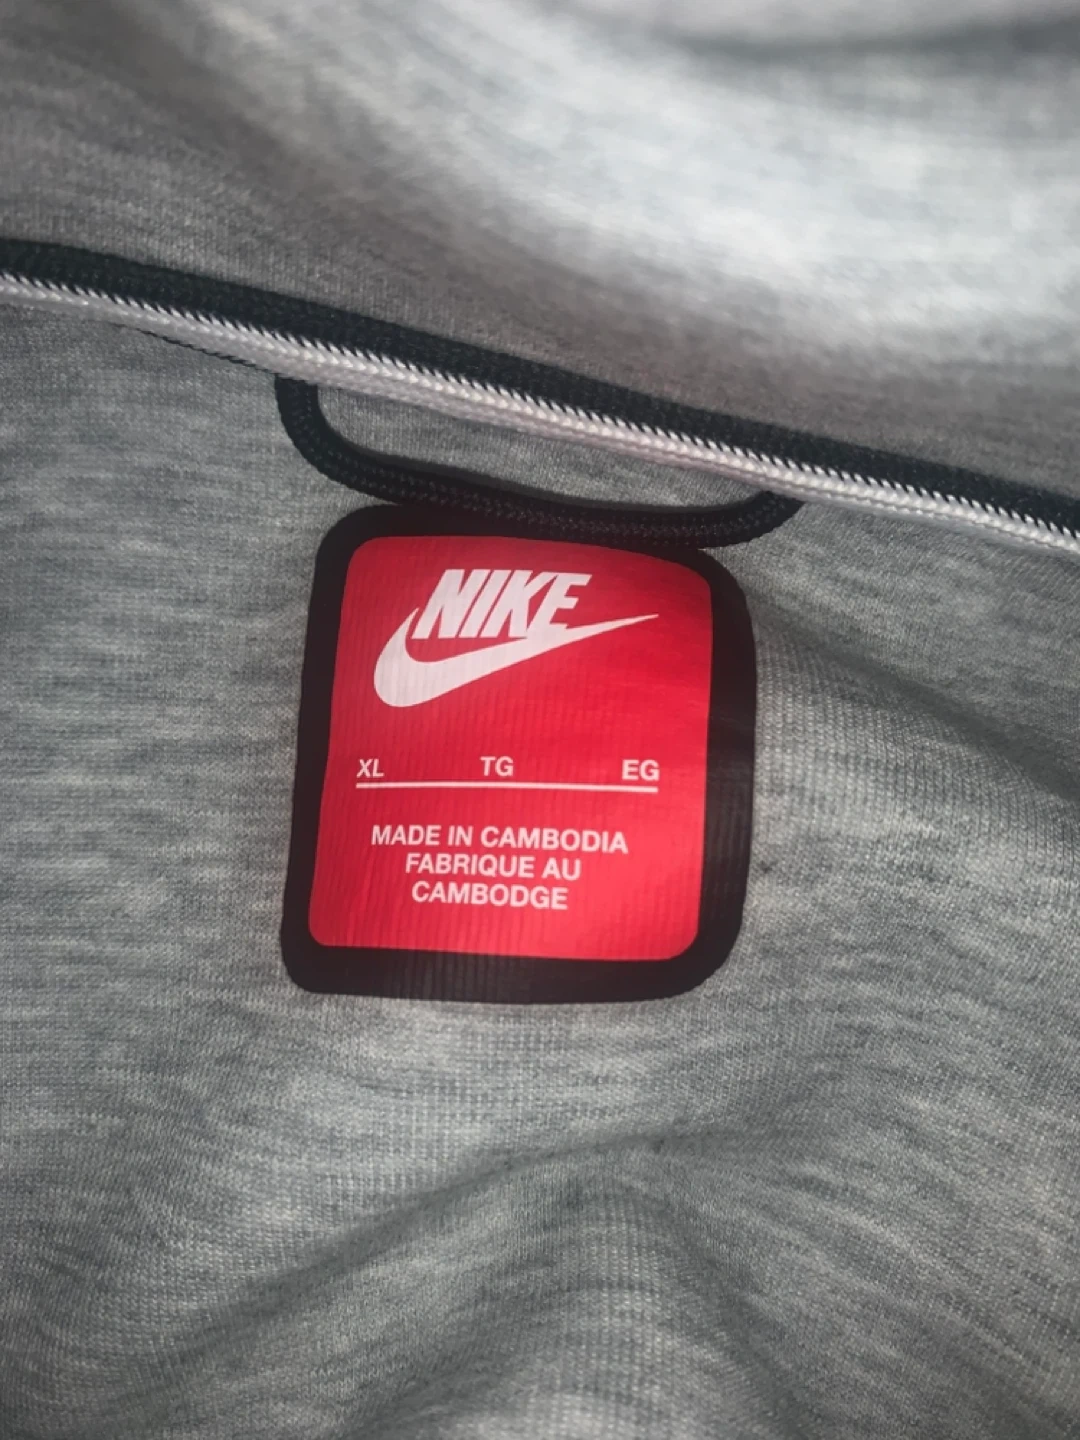 NIKE
XL TG EG
MADE IN CAMBODIA
FABRIQUE AU
CAMBODGE